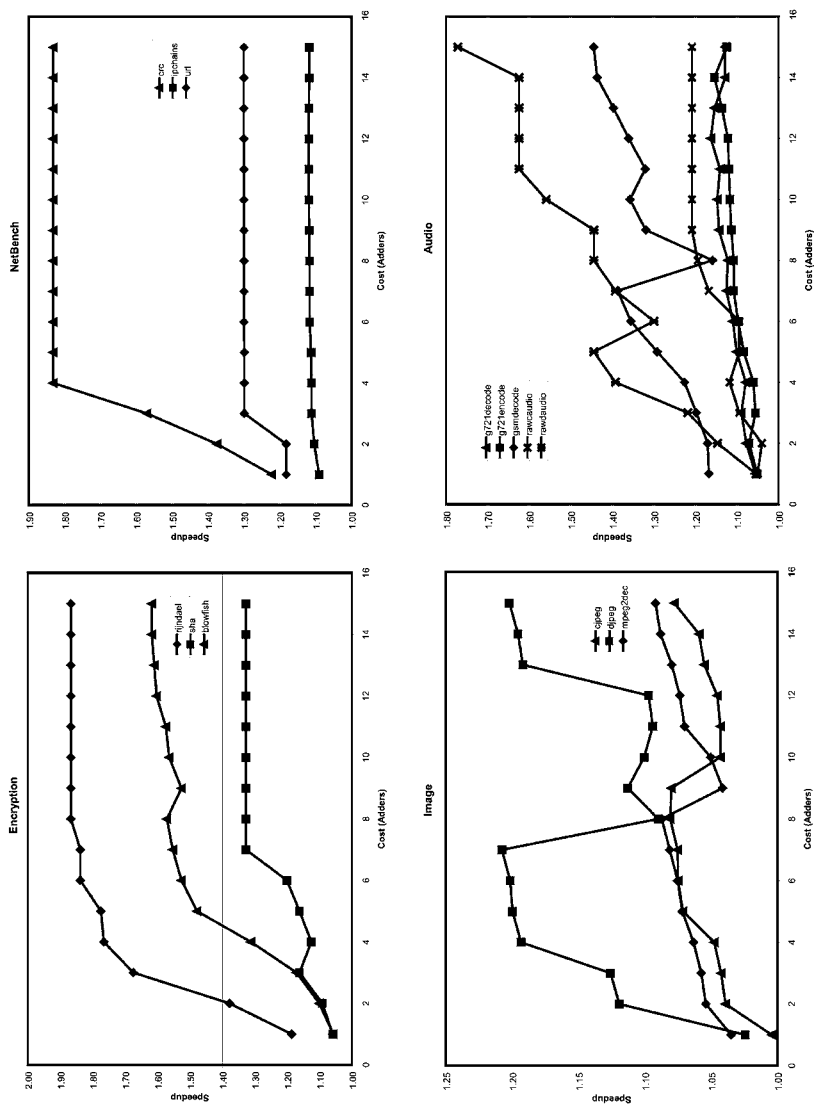 Encryption
2.00
1.90
1.80
1.70
1.60
1.50
1.40
1.30
1.20
1.10
1.00
Speedup
rijndael
sha
blowfish
0
2
4
6
8
10
12
14
16
Cost (Adders)
NetBench
1.90
1.80
1.70
1.60
1.50
1.40
1.30
1.20
1.10
1.00
Speedup
crc
ipchains
url
0
2
4
6
8
10
12
14
16
Cost (Adders)
Image
1.25
1.20
1.15
1.10
1.05
1.00
Speedup
cjpeg
djpeg
mpeg2dec
0
2
4
6
8
10
12
14
16
Cost (Adders)
Audio
1.80
1.70
1.60
1.50
1.40
1.30
1.20
1.10
1.00
Speedup
g721decode
g721encode
gsmdecode
rawcaudio
rawdaudio
0
2
4
6
8
10
12
14
16
Cost (Adders)